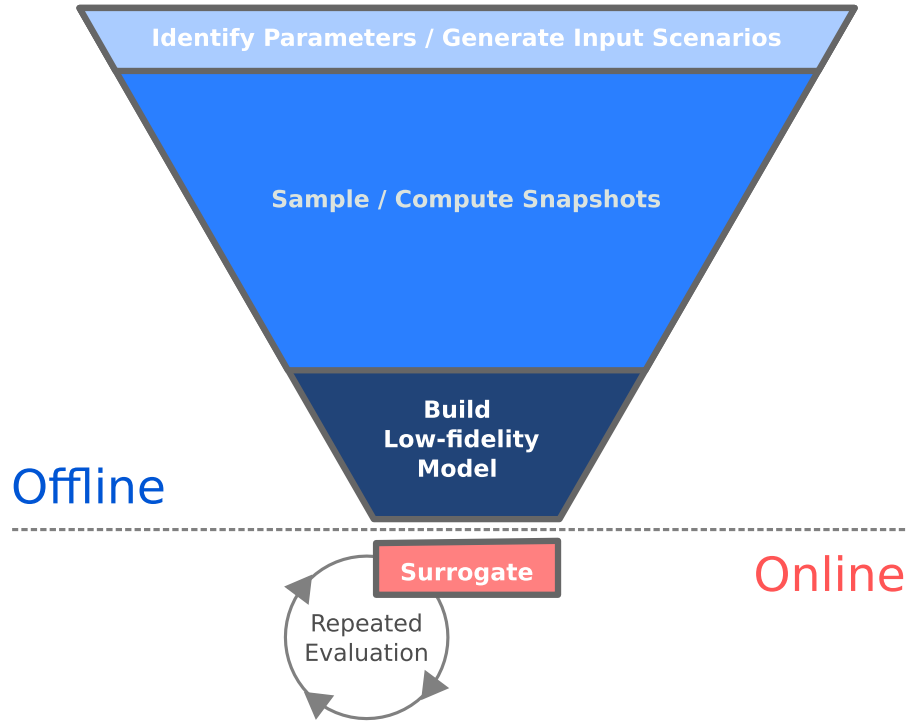 Identify Parameters / Generate Input Scenarios
Sample / Compute Snapshots
Build
Low-fidelity
Model
Offline
Online
Surrogate
Repeated
Evaluation